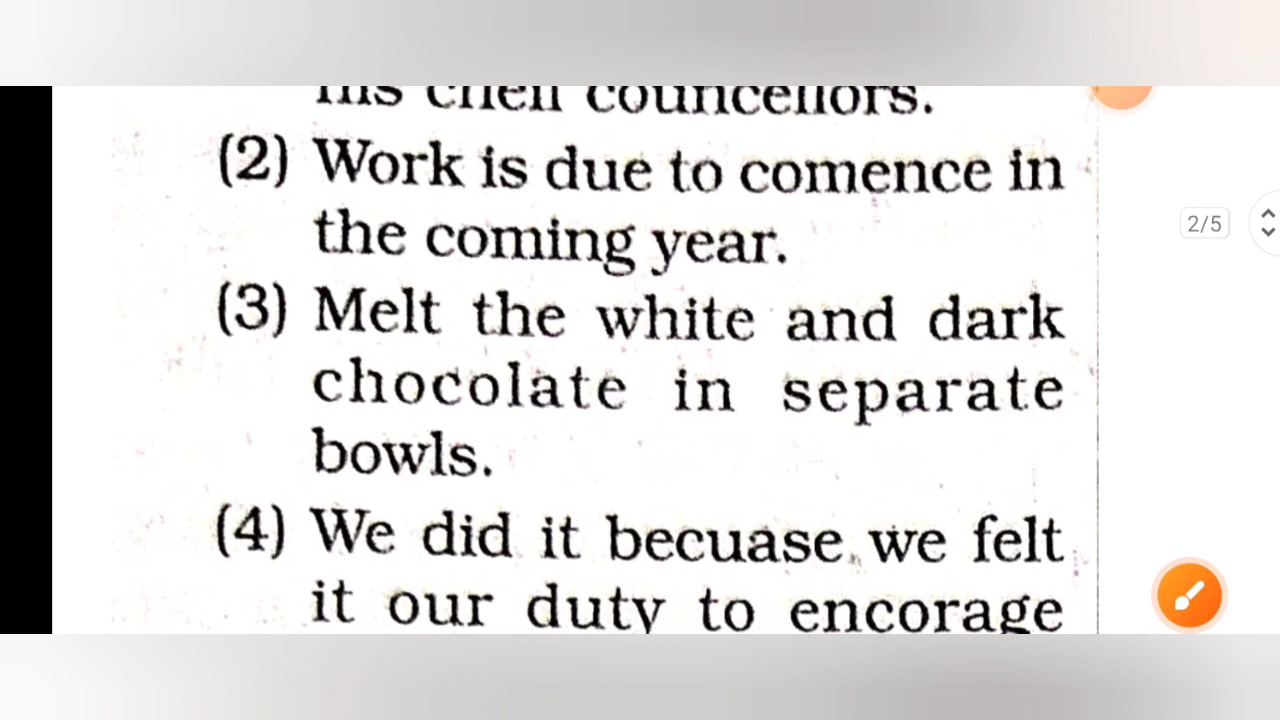 councellors.
(2) Work is due to comence in
the coming year.
2/5
(3) Melt the white and dark
chocolate in separate
bowls.
(4) We did it becuase we felt
it our duty to encorage